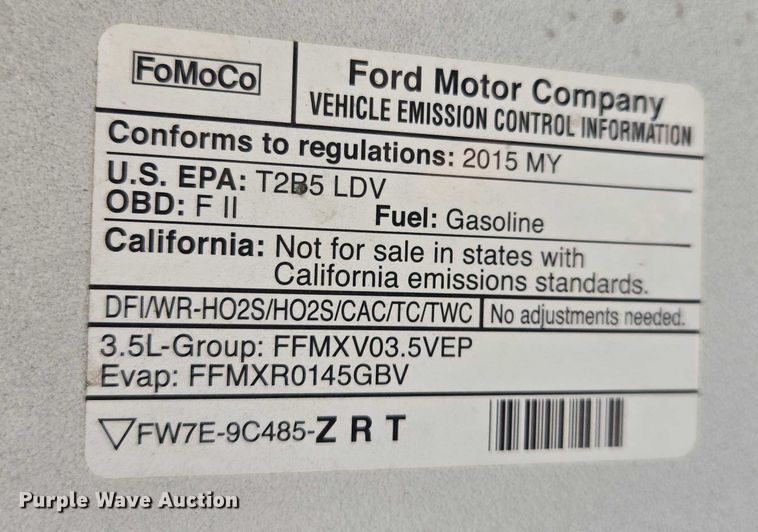 FoMoCo
Ford Motor Company
VEHICLE EMISSION CONTROL INFORMATION
Conforms to regulations: 2015 MY
U.S. EPA: T2B5 LDV
OBD: F II Fuel: Gasoline
California: Not for sale in states with
California emissions standards.
DFI/WR-HO2S/HO2S/CAC/TC/TWC No adjustments needed.
3.5L-Group: FFMXV03.5VEP
Evap: FFMXR0145GBV
▽FW7E-9C485-Z R T
Purple Wave Auction